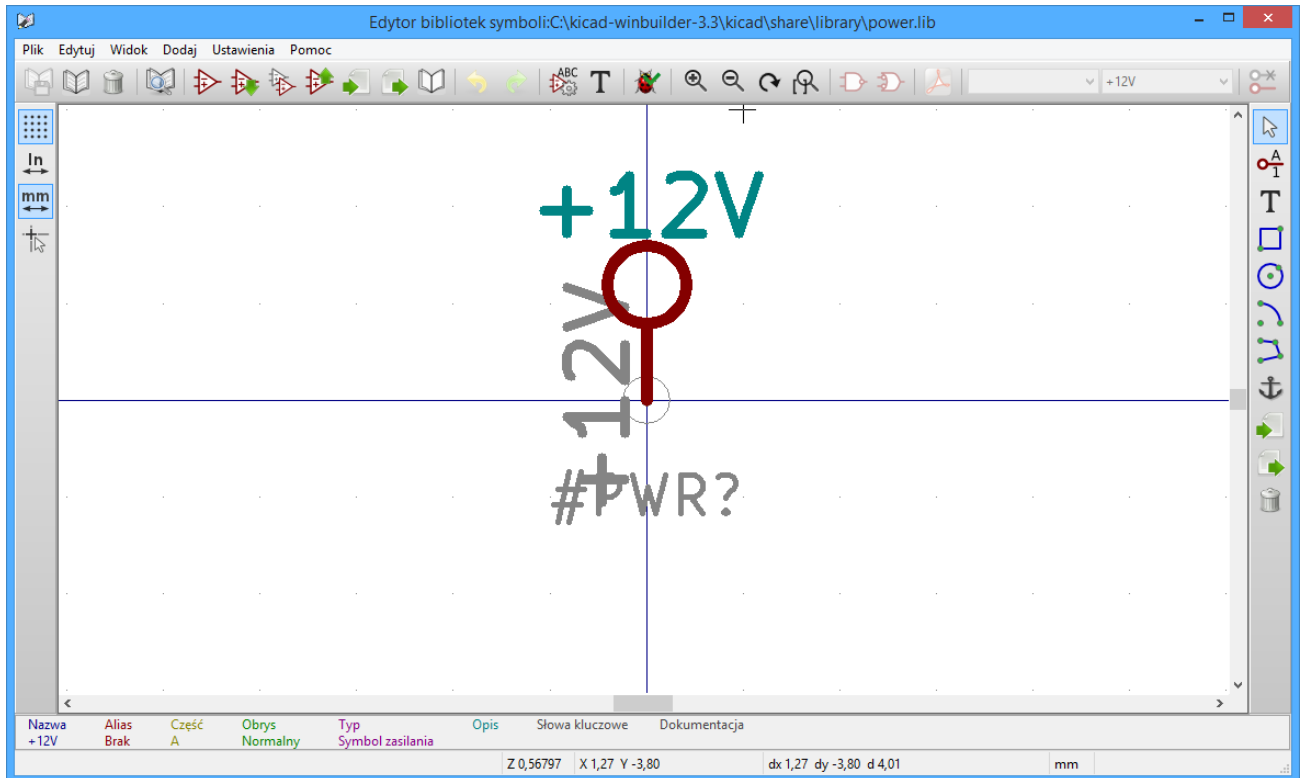 Edytor bibliotek symboli:C:\kicad-winbuilder-3.3\kicad\share\library\power.lib
Plik Edytuj Widok Dodaj Ustawienia Pomoc
ABC T +12V
In
mm
A
1
T
+12V
+12V
#PWR?
Nazwa Alias Część Obrys Typ Opis Słowa kluczowe Dokumentacja
+12V Brak A Normalny Symbol zasilania
Z 0,56797 X 1,27 Y -3,80 dx 1,27 dy -3,80 d 4,01 mm